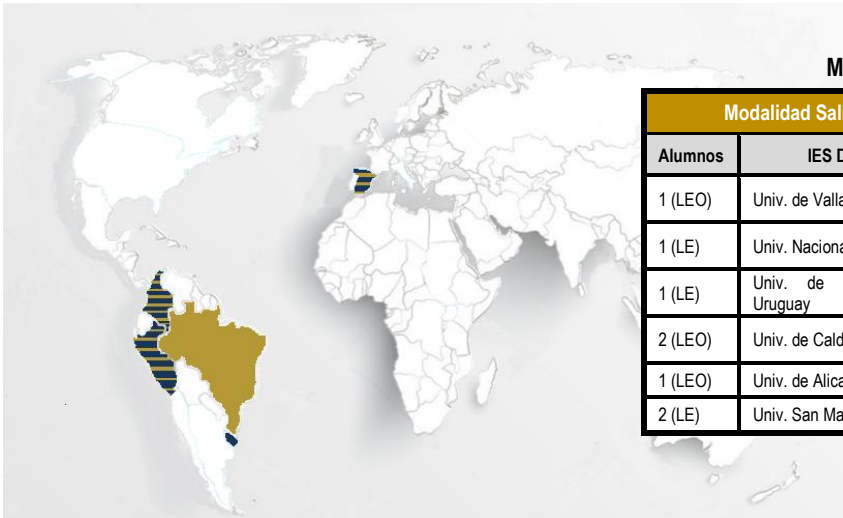 M
Modalidad Sal
Alumnos IES D
1 (LEO) Univ. de Valla
1 (LE) Univ. Naciona
1 (LE) Univ. de
Uruguay
2 (LEO) Univ. de Cald
1 (LEO) Univ. de Alica
2 (LE) Univ. San Ma